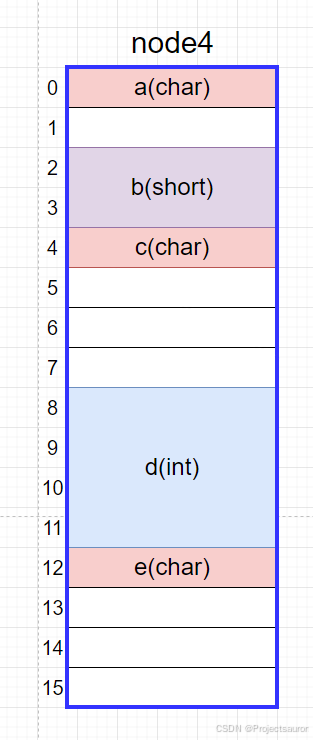 node4
0 a(char)
1
2
b(short)
3
4 c(char)
5
6
7
8
9
d(int)
10
11
12 e(char)
13
14
15
CSDN @Projectsauror